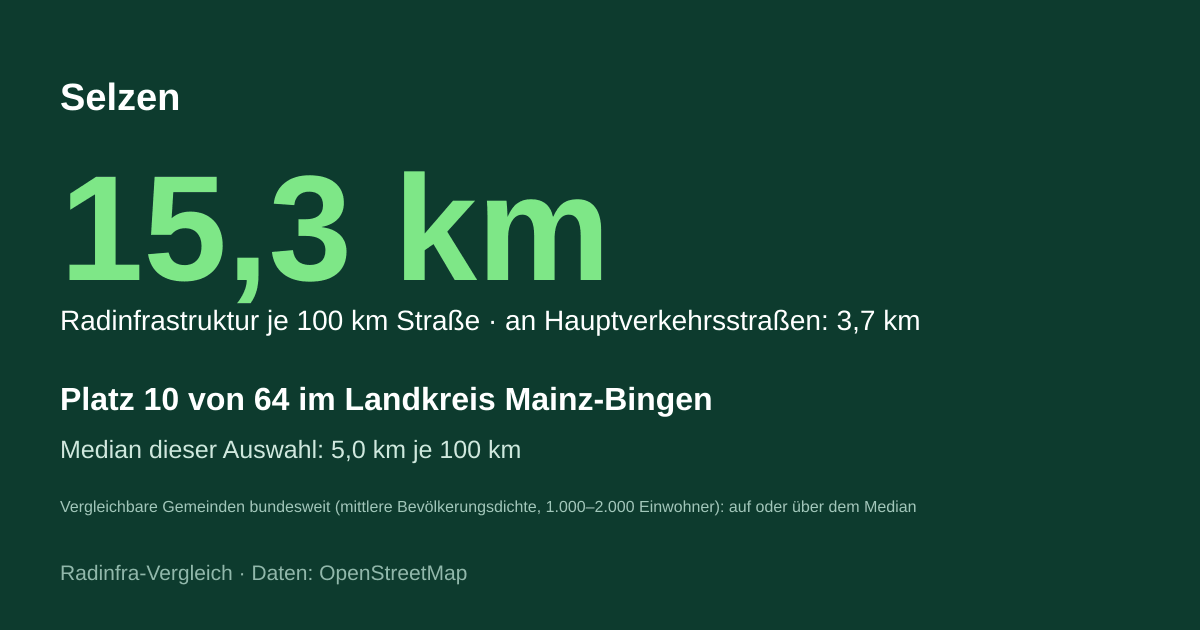 Selzen
15,3 km
Radinfrastruktur je 100 km Straße · an Hauptverkehrsstraßen: 3,7 km
Platz 10 von 64 im Landkreis Mainz-Bingen
Median dieser Auswahl: 5,0 km je 100 km
Vergleichbare Gemeinden bundesweit (mittlere Bevölkerungsdichte, 1.000–2.000 Einwohner): auf oder über dem Median
Radinfra-Vergleich · Daten: OpenStreetMap